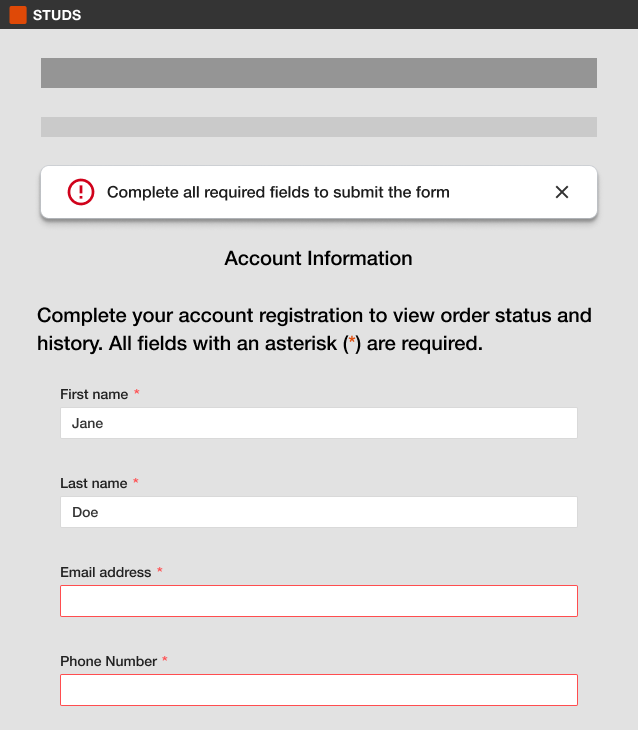 STUDS
Complete all required fields to submit the form
Account Information
Complete your account registration to view order status and
history. All fields with an asterisk (*) are required.
First name *
Jane
Last name *
Doe
Email address *
Phone Number *